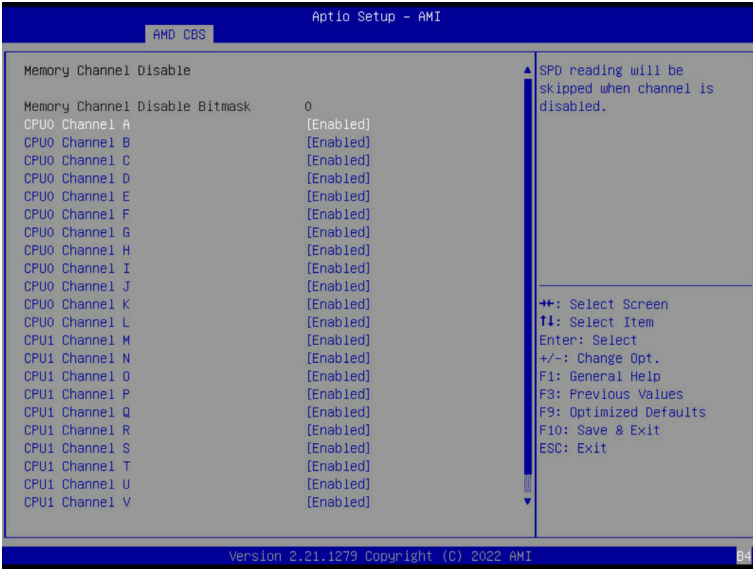 Aptio Setup – AMI
AMD CBS
Memory Channel Disable
Memory Channel Disable Bitmask 0
CPU0 Channel A [Enabled]
CPU0 Channel B [Enabled]
CPU0 Channel C [Enabled]
CPU0 Channel D [Enabled]
CPU0 Channel E [Enabled]
CPU0 Channel F [Enabled]
CPU0 Channel G [Enabled]
CPU0 Channel H [Enabled]
CPU0 Channel I [Enabled]
CPU0 Channel J [Enabled]
CPU0 Channel K [Enabled]
CPU0 Channel L [Enabled]
CPU1 Channel M [Enabled]
CPU1 Channel N [Enabled]
CPU1 Channel O [Enabled]
CPU1 Channel P [Enabled]
CPU1 Channel Q [Enabled]
CPU1 Channel R [Enabled]
CPU1 Channel S [Enabled]
CPU1 Channel T [Enabled]
CPU1 Channel U [Enabled]
CPU1 Channel V [Enabled]
SPD reading will be
skipped when channel is
disabled.
→←: Select Screen
↑↓: Select Item
Enter: Select
+/-: Change Opt.
F1: General Help
F3: Previous Values
F9: Optimized Defaults
F10: Save & Exit
ESC: Exit
Version 2.21.1279 Copyright (C) 2022 AMI
B4